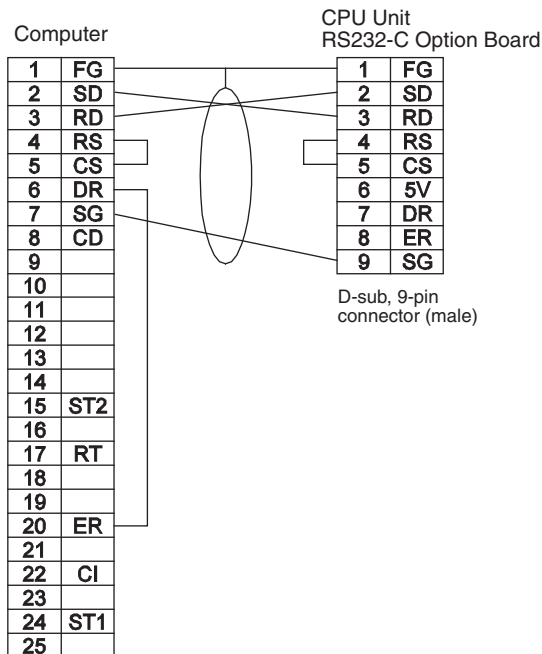 Computer
1 FG
2 SD
3 RD
4 RS
5 CS
6 DR
7 SG
8 CD
9
10
11
12
13
14
15 ST2
16
17 RT
18
19
20 ER
21
22 CI
23
24 ST1
25
CPU Unit
RS232-C Option Board
1 FG
2 SD
3 RD
4 RS
5 CS
6 5V
7 DR
8 ER
9 SG
D-sub, 9-pin
connector (male)